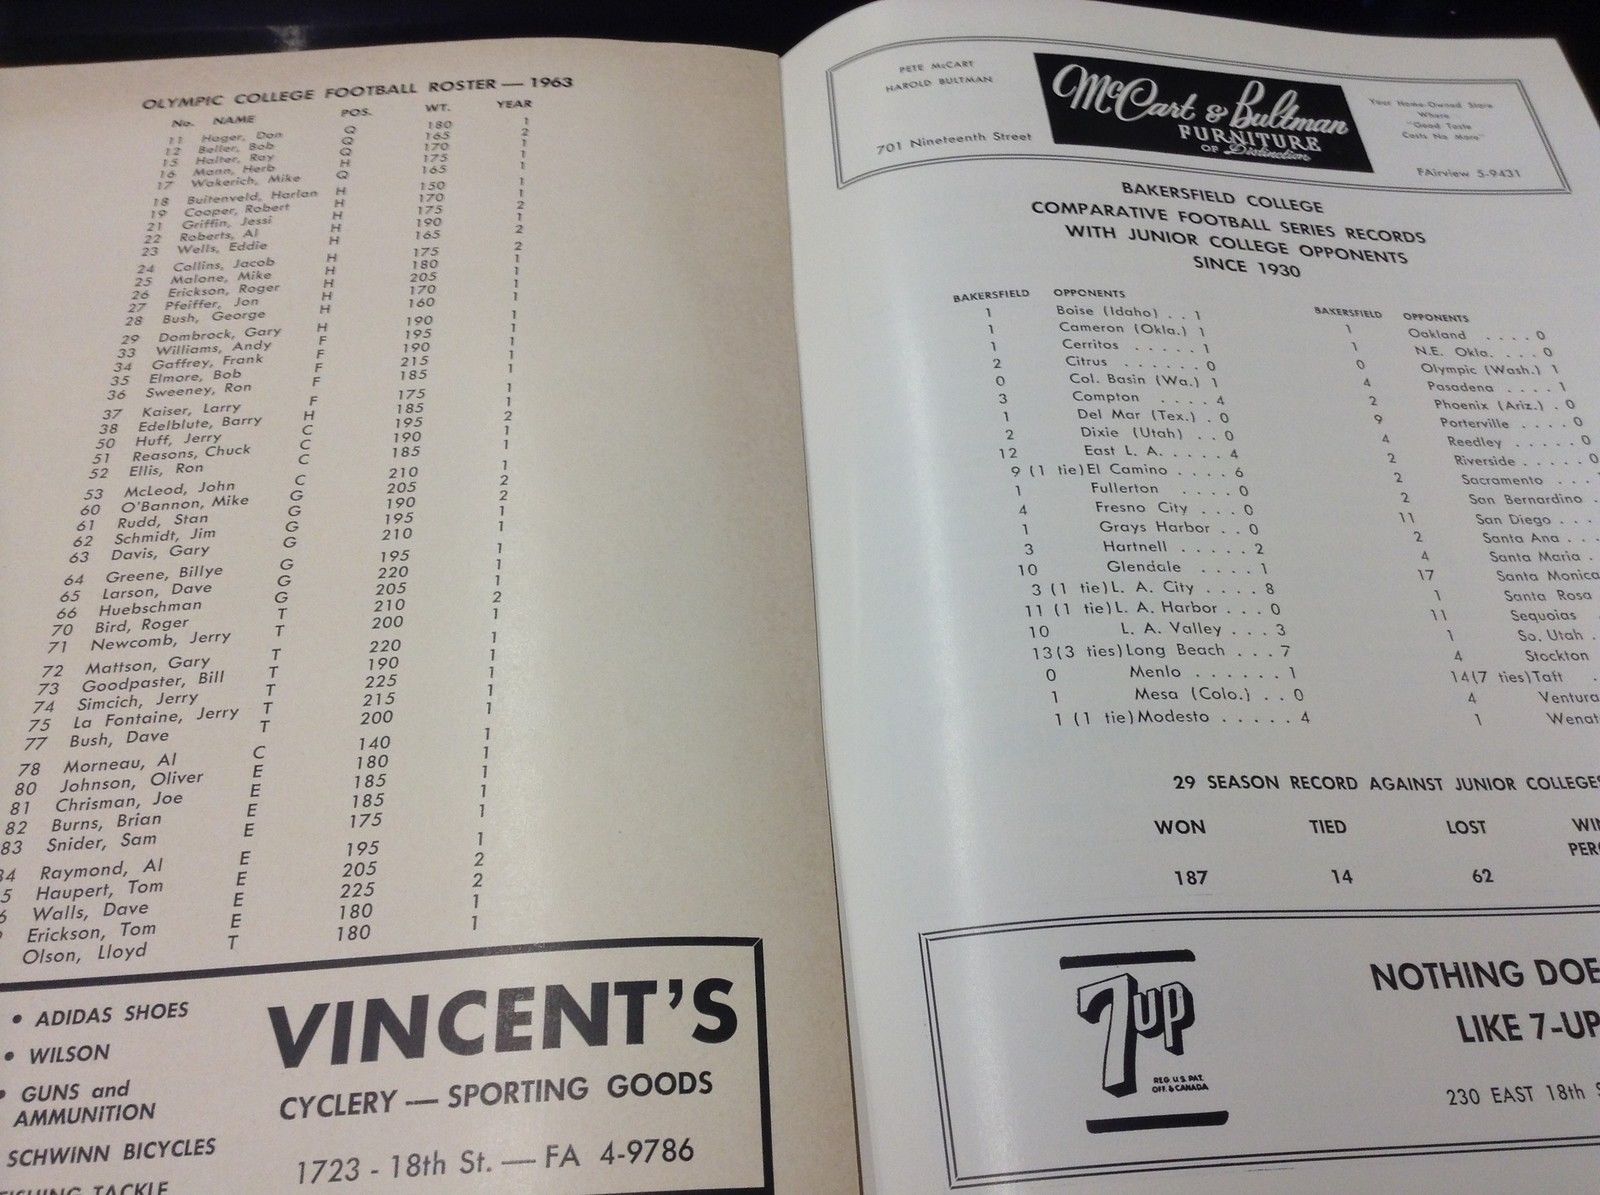 OLYMPIC COLLEGE FOOTBALL ROSTER — 1963
No. NAME POS. WT. YEAR
11 Hager, Don Q 180 1
12 Beller, Bob Q 165 2
15 Halter, Ray Q 170 1
16 Mann, Herb H 175 1
17 Wakerich, Mike Q 165 1
18 Buitenveld, Harlan H 150 1
19 Cooper, Robert H 170 1
21 Griffin, Jessi H 175 2
22 Roberts, Al H 190 1
23 Wells, Eddie H 165 2
24 Collins, Jacob H 175 2
25 Malone, Mike H 180 1
26 Erickson, Roger H 205 1
27 Pfeiffer, Jon H 170 1
28 Bush, George H 160 1
29 Dombrock, Gary H 190 1
33 Williams, Andy F 195 1
34 Gaffrey, Frank F 190 1
35 Elmore, Bob F 215 1
36 Sweeney, Ron F 185 1
37 Kaiser, Larry F 175 1
38 Edelblute, Barry H 185 1
50 Huff, Jerry C 195 2
51 Reasons, Chuck C 190 1
52 Ellis, Ron C 185 1
53 McLeod, John C 210 1
60 O'Bannon, Mike G 205 2
61 Rudd, Stan G 190 2
62 Schmidt, Jim G 195 1
63 Davis, Gary G 210 1
64 Greene, Billye G 195 1
65 Larson, Dave G 220 1
66 Huebschman G 205 1
70 Bird, Roger T 210 2
71 Newcomb, Jerry T 200 1
72 Mattson, Gary T 220 1
73 Goodpaster, Bill T 190 1
74 Simcich, Jerry T 225 1
75 La Fontaine, Jerry T 215 1
77 Bush, Dave T 200 1
78 Morneau, Al C 140 1
80 Johnson, Oliver E 180 1
81 Chrisman, Joe E 185 1
82 Burns, Brian E 185 1
83 Snider, Sam E 175 1
4 Raymond, Al E 195 1
5 Haupert, Tom E 205 2
Walls, Dave E 225 2
Erickson, Tom E 180 1
Olson, Lloyd T 180 1
• ADIDAS SHOES
• WILSON
• GUNS and
AMMUNITION
SCHWINN BICYCLES
FISHING TACKLE
VINCENT'S
CYCLERY — SPORTING GOODS
1723 - 18th St. — FA 4-9786
PETE McCART
HAROLD BULTMAN
701 Nineteenth Street
McCart & Bultman
FURNITURE
OF Distinction
Your Home-Owned Store
Where
"Good Taste
Costs No More"
FAirview 5-9431
BAKERSFIELD COLLEGE
COMPARATIVE FOOTBALL SERIES RECORDS
WITH JUNIOR COLLEGE OPPONENTS
SINCE 1930
BAKERSFIELD OPPONENTS
1 Boise (Idaho) . . 1
1 Cameron (Okla.) 1
1 Cerritos . . . . . 1
2 Citrus . . . . . . 0
0 Col. Basin (Wa.) 1
3 Compton . . . . 4
1 Del Mar (Tex.) . 0
2 Dixie (Utah) . . 0
12 East L. A. . . . . 4
9 (1 tie) El Camino . . . . 6
1 Fullerton . . . . 0
4 Fresno City . . . 0
1 Grays Harbor . . 0
3 Hartnell . . . . . 2
10 Glendale . . . . 1
3 (1 tie) L. A. City . . . . 8
11 (1 tie) L. A. Harbor . . . 0
10 L. A. Valley . . . 3
13 (3 ties) Long Beach . . . 7
0 Menlo . . . . . . 1
1 Mesa (Colo.) . . 0
1 (1 tie) Modesto . . . . . 4
BAKERSFIELD OPPONENTS
1 Oakland . . . . 0
1 N.E. Okla. . . . 0
0 Olympic (Wash.) 1
4 Pasadena . . . . 1
2 Phoenix (Ariz.) . 0
9 Porterville . . . . 0
4 Reedley . . . . . 0
2 Riverside . . . . . 0
2 Sacramento . . .
2 San Bernardino .
11 San Diego . . .
2 Santa Ana . . .
4 Santa Maria .
17 Santa Monica
1 Santa Rosa
11 Sequoias
1 So. Utah .
4 Stockton
14 (7 ties) Taft .
4 Ventura
1 Wenat
29 SEASON RECORD AGAINST JUNIOR COLLEGES
WON TIED LOST WI
PER
187 14 62
7up
REG. U.S. PAT.
OFF. & CANADA
NOTHING DOE
LIKE 7-UP
230 EAST 18th